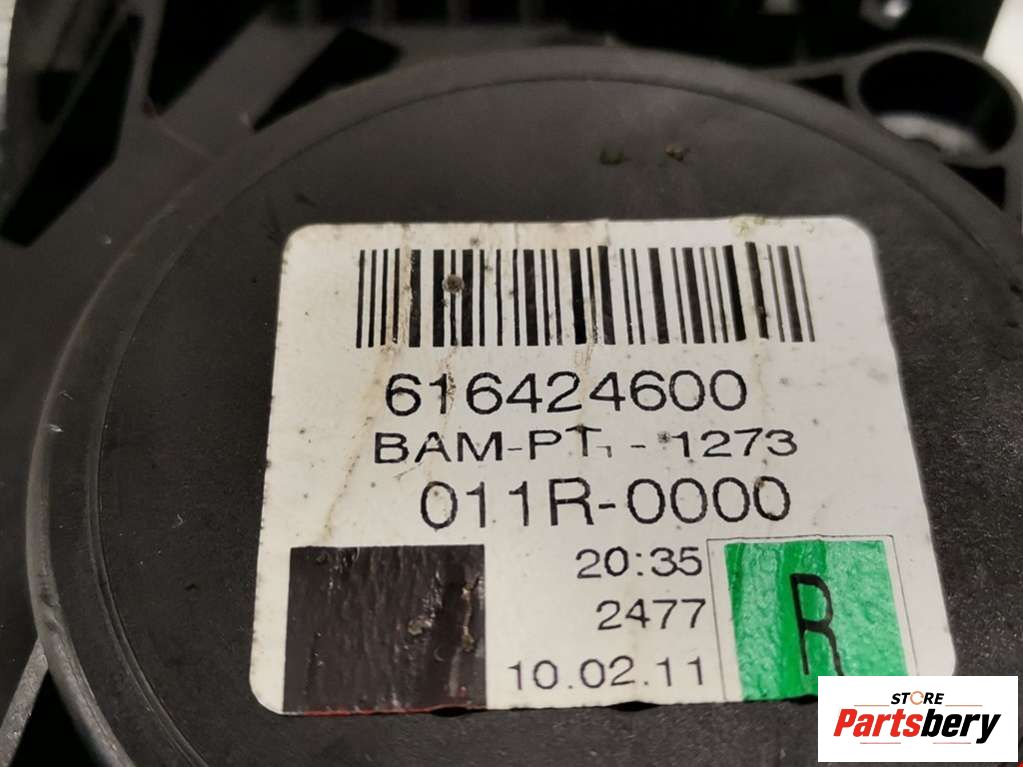 616424600
BAM-PT - 1273
011R-0000
20:35
2477
10.02.11
R
STORE
Partsbery